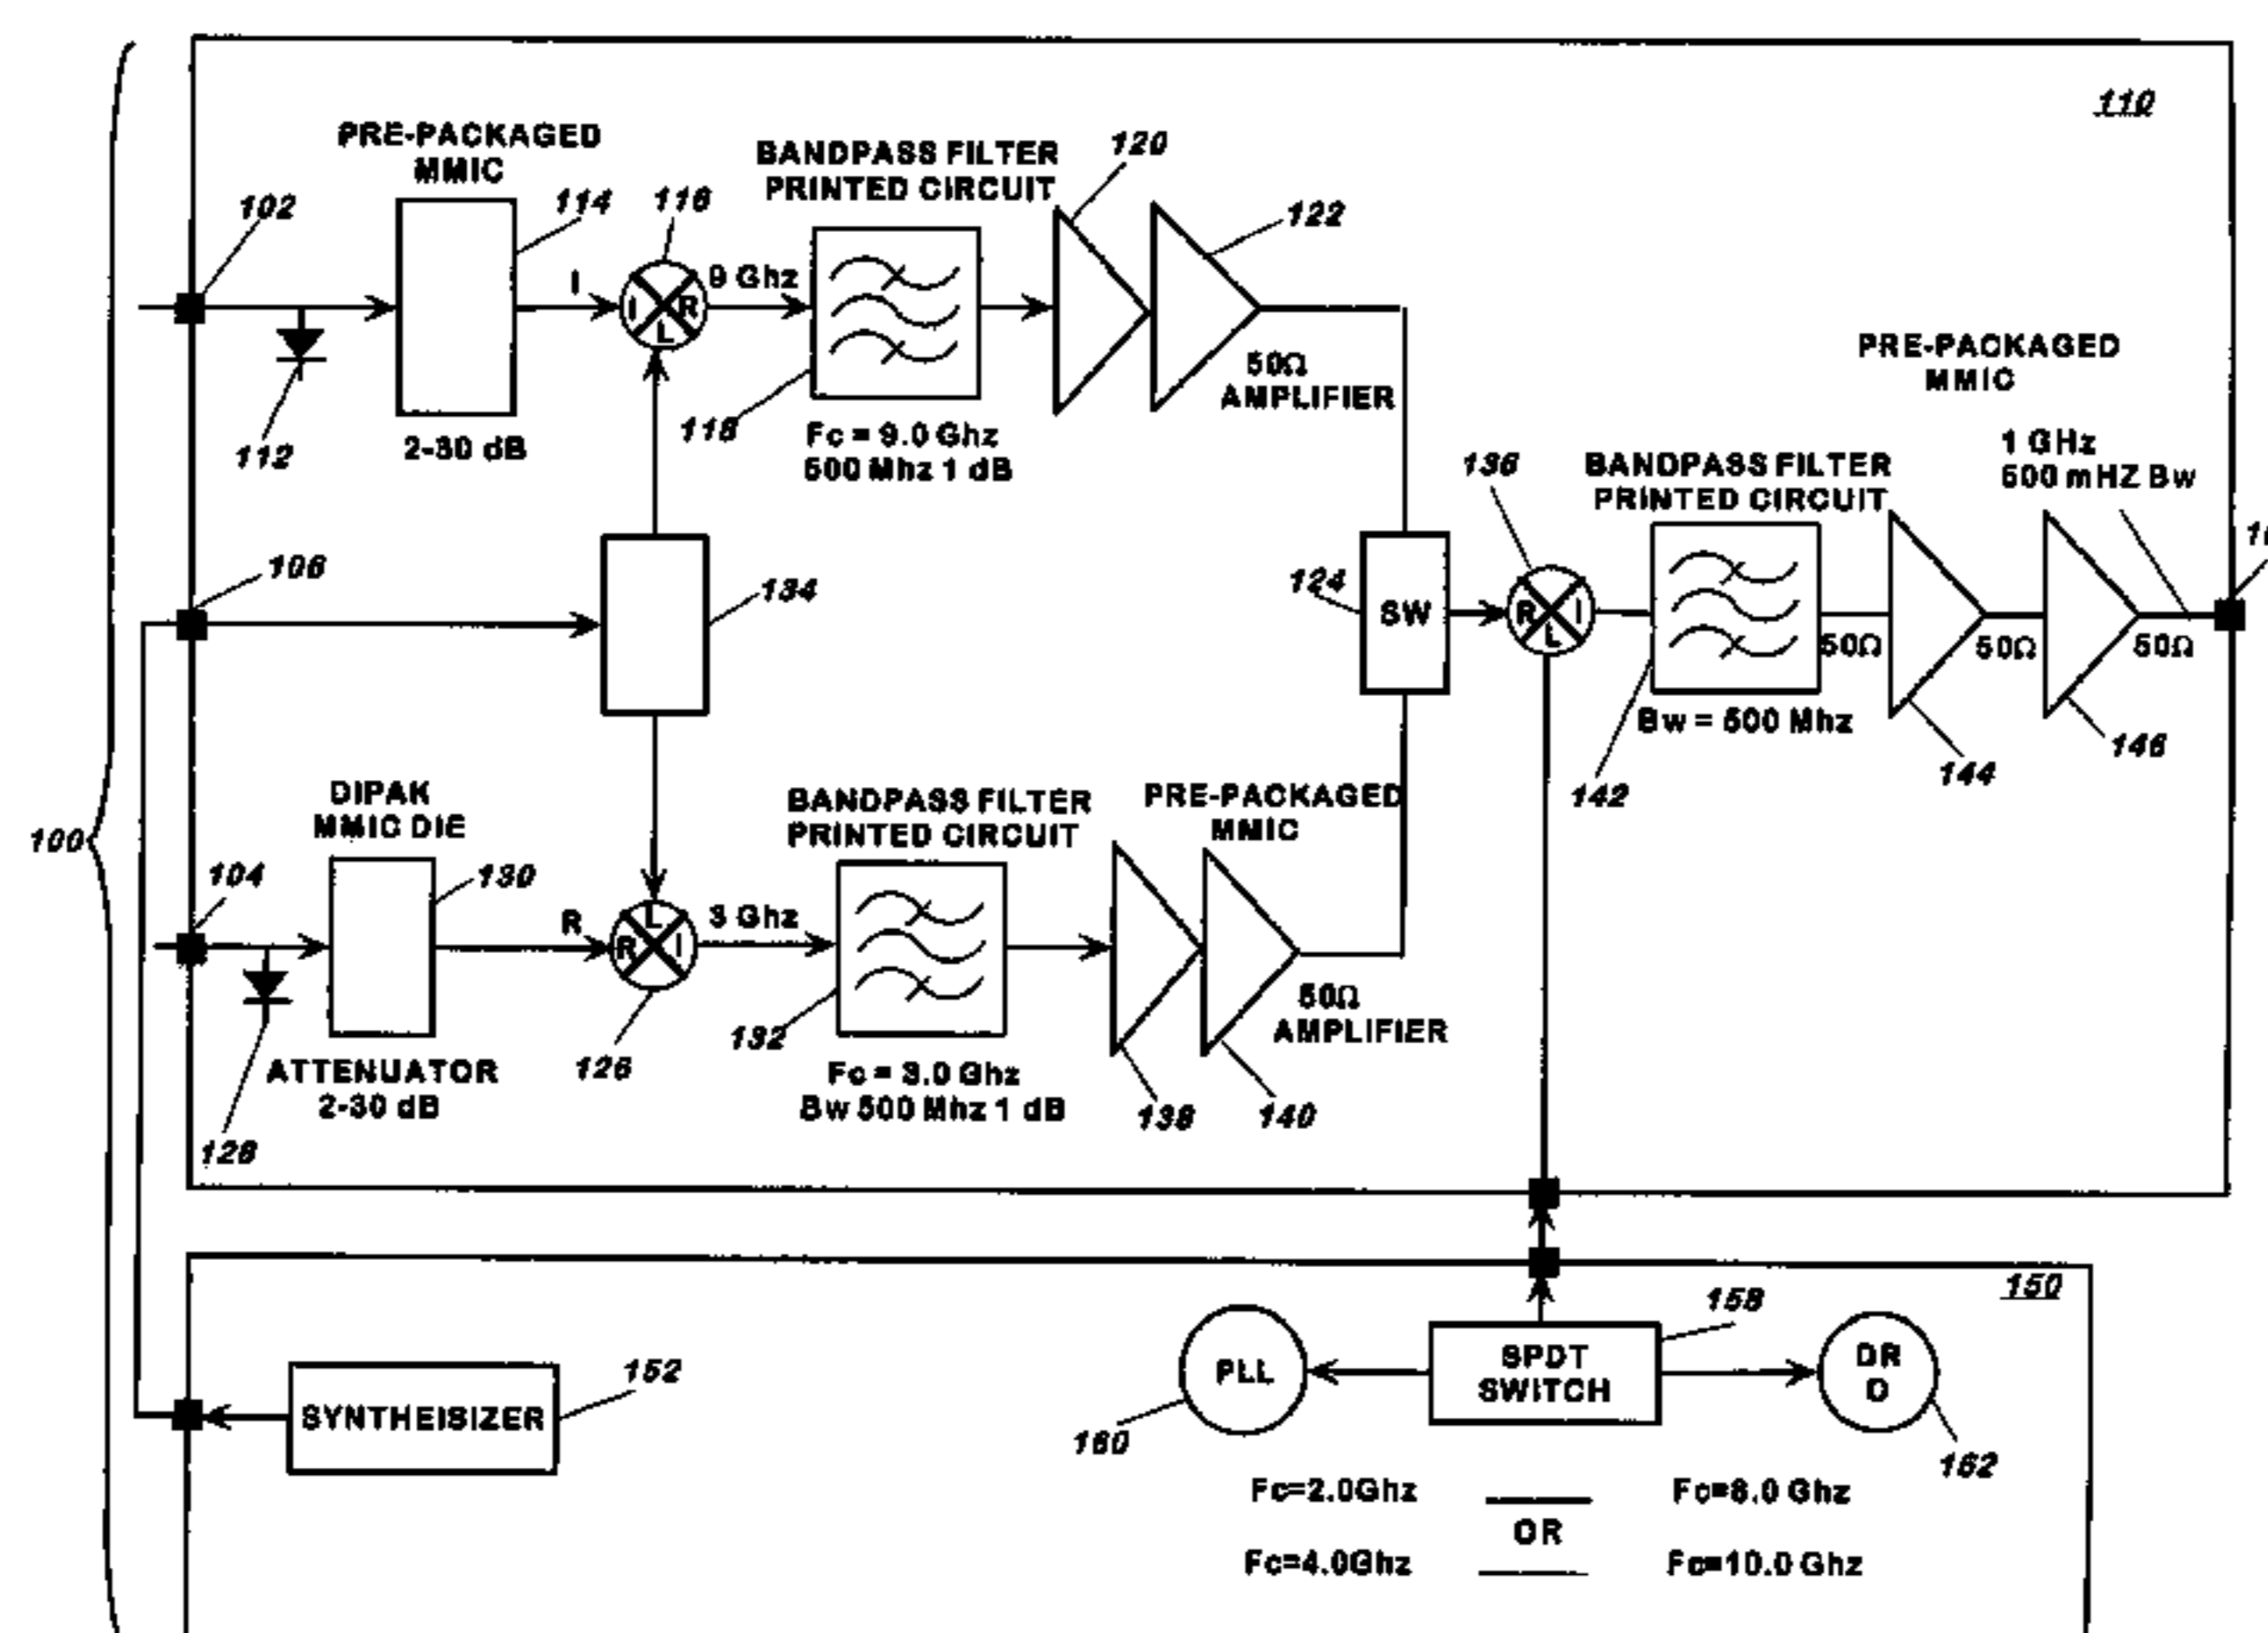 110
PRE-PACKAGED
MMIC
BANDPASS FILTER
PRINTED CIRCUIT
120
102
114
116
122
I
I
R
L
9 Ghz
50Ω
AMPLIFIER
112
2-30 dB
118
Fc = 9.0 Ghz
500 Mhz 1 dB
PRE-PACKAGED
MMIC
1 GHz
500 mHZ Bw
136
BANDPASS FILTER
PRINTED CIRCUIT
106
134
124
SW
R
I
L
50Ω
50Ω
50Ω
Bw = 500 Mhz
142
144
146
100
DIPAK
MMIC DIE
BANDPASS FILTER
PRINTED CIRCUIT
PRE-PACKAGED
MMIC
104
130
R
L
R
I
3 Ghz
50Ω
AMPLIFIER
132
126
ATTENUATOR
2-30 dB
128
Fc = 3.0 Ghz
Bw 500 Mhz 1 dB
138
140
150
158
152
SYNTHEISIZER
PLL
SPDT
SWITCH
DR
O
160
162
Fc=2.0Ghz
Fc=8.0 Ghz
OR
Fc=4.0Ghz
Fc=10.0 Ghz